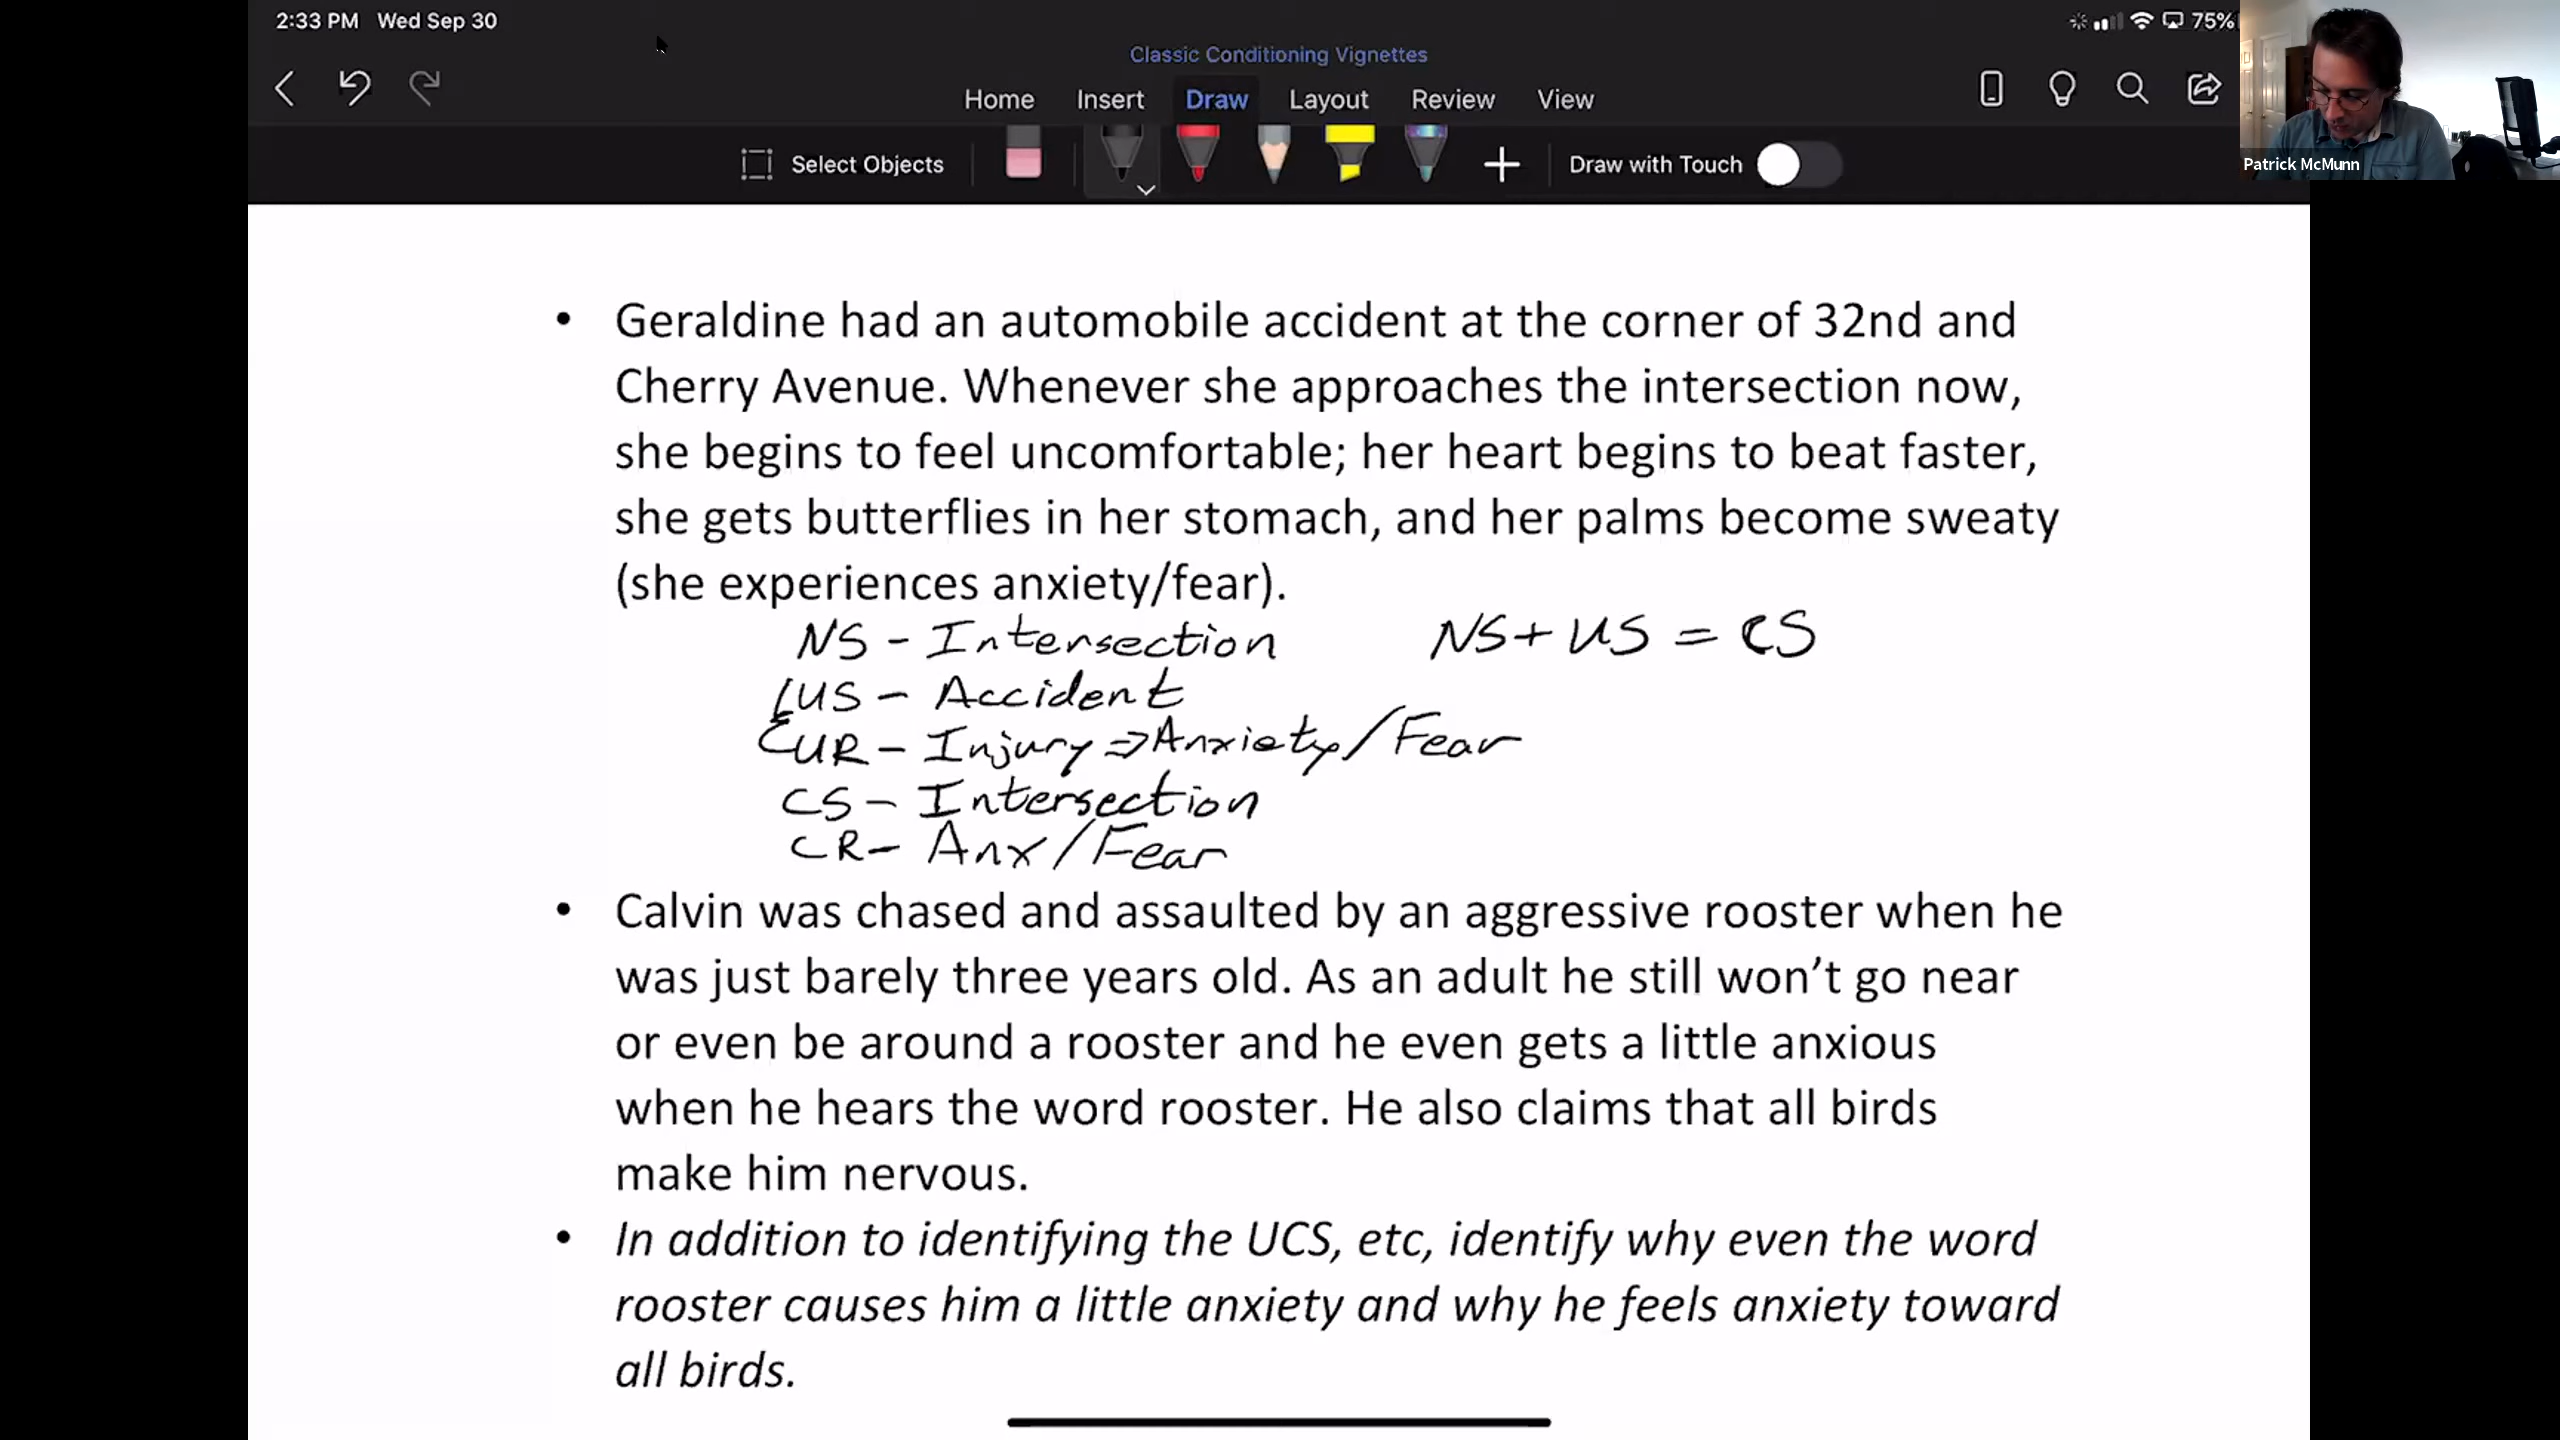 2:33 PM Wed Sep 30
75%
Classic Conditioning Vignettes
Home Insert Draw Layout Review View
Select Objects
Draw with Touch
Patrick McMunn
• Geraldine had an automobile accident at the corner of 32nd and
Cherry Avenue. Whenever she approaches the intersection now,
she begins to feel uncomfortable; her heart begins to beat faster,
she gets butterflies in her stomach, and her palms become sweaty
(she experiences anxiety/fear).
NS - Intersection NS + US = CS
US - Accident
UR - Injury ⇒ Anxiety/Fear
CS - Intersection
CR - Anx/Fear
• Calvin was chased and assaulted by an aggressive rooster when he
was just barely three years old. As an adult he still won’t go near
or even be around a rooster and he even gets a little anxious
when he hears the word rooster. He also claims that all birds
make him nervous.
• In addition to identifying the UCS, etc, identify why even the word
rooster causes him a little anxiety and why he feels anxiety toward
all birds.